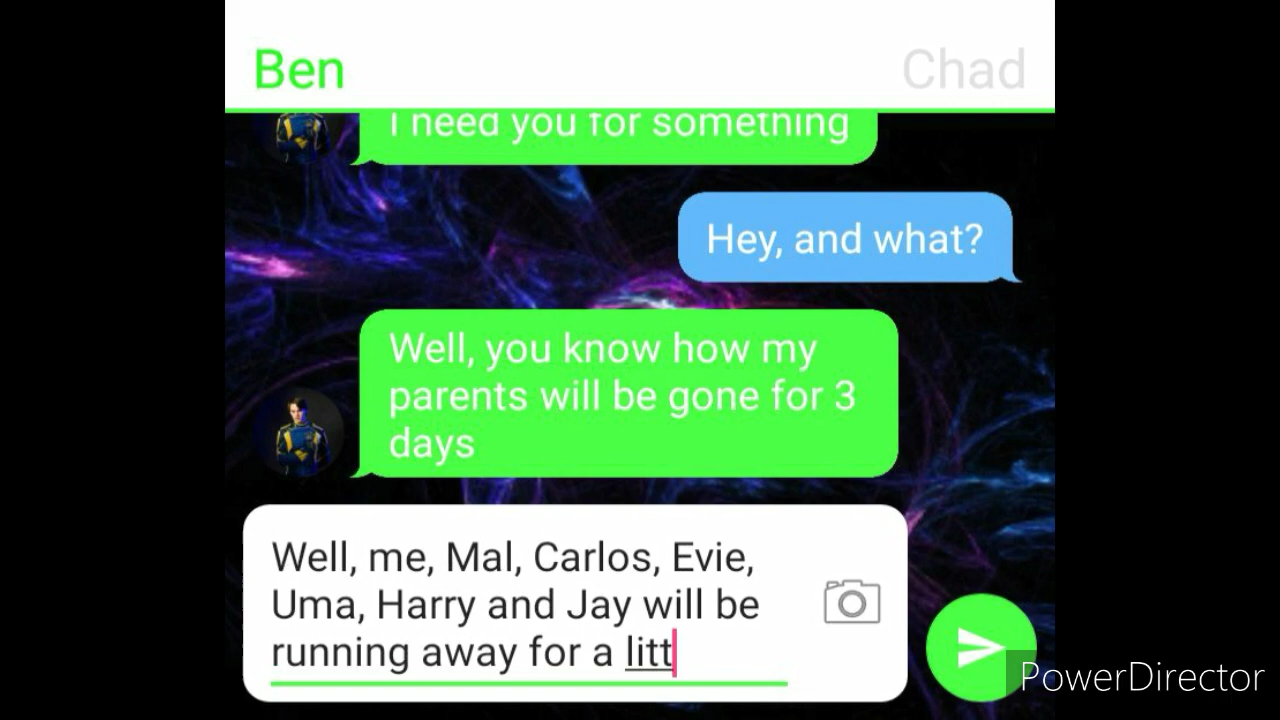 Ben
Chad
I need you for something
Hey, and what?
Well, you know how my
parents will be gone for 3
days
Well, me, Mal, Carlos, Evie,
Uma, Harry and Jay will be
running away for a litt
PowerDirector